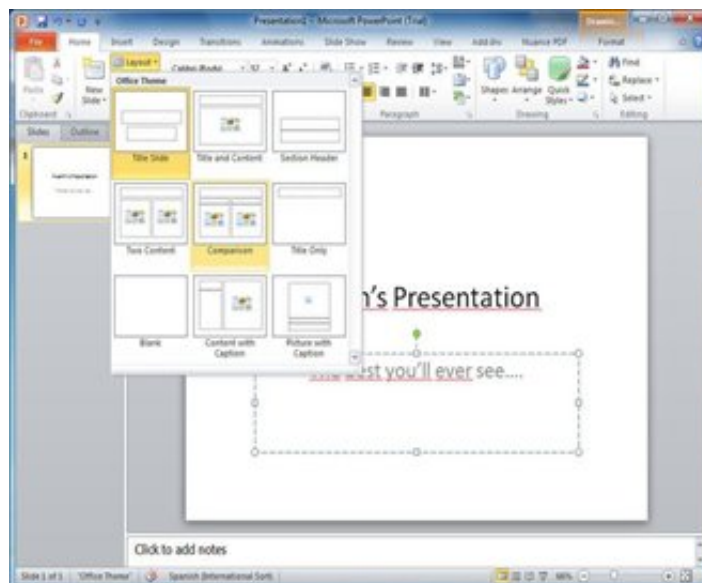 Presentation1 - Microsoft PowerPoint (Trial)
File Home Insert Design Transitions Animations Slide Show Review View Add-Ins Nuance PDF Format
Layout
Paste
New
Slide
Shapes Arrange Quick
Styles
Find
Replace
Select
Clipboard
Paragraph
Drawing
Editing
Slides Outline
Office Theme
Title Slide
Title and Content
Section Header
Two Content
Comparison
Title Only
Blank
Content with
Caption
Picture with
Caption
1
n's Presentation
best you'll ever see....
Click to add notes
Slide 1 of 1 "Office Theme" Spanish (International Sort) 66%